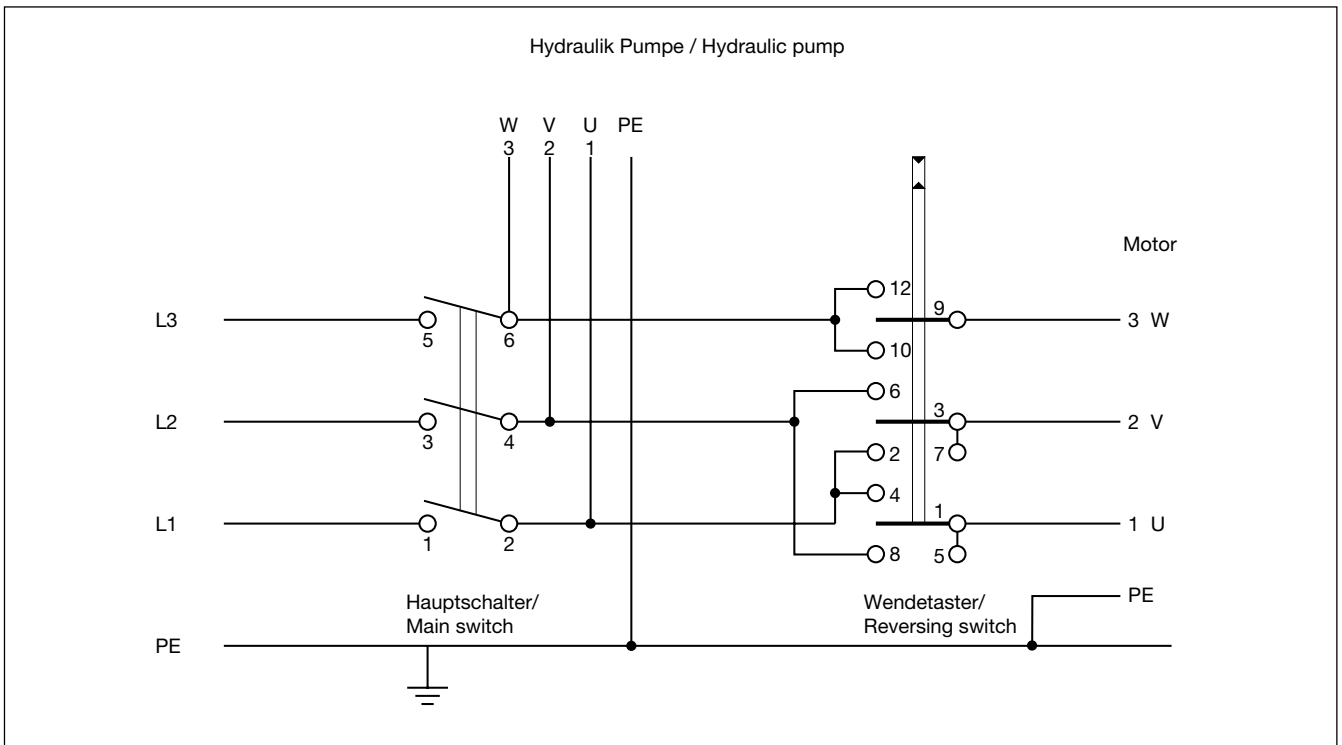 Hydraulik Pumpe / Hydraulic pump
W V U PE
3 2 1
Motor
12
L3 5 6 9 3 W
10
6
L2 3 4 3 2 V
2 7
4
L1 1 2 1 1 U
8 5
Hauptschalter/
Main switch
Wendetaster/
Reversing switch
PE
PE